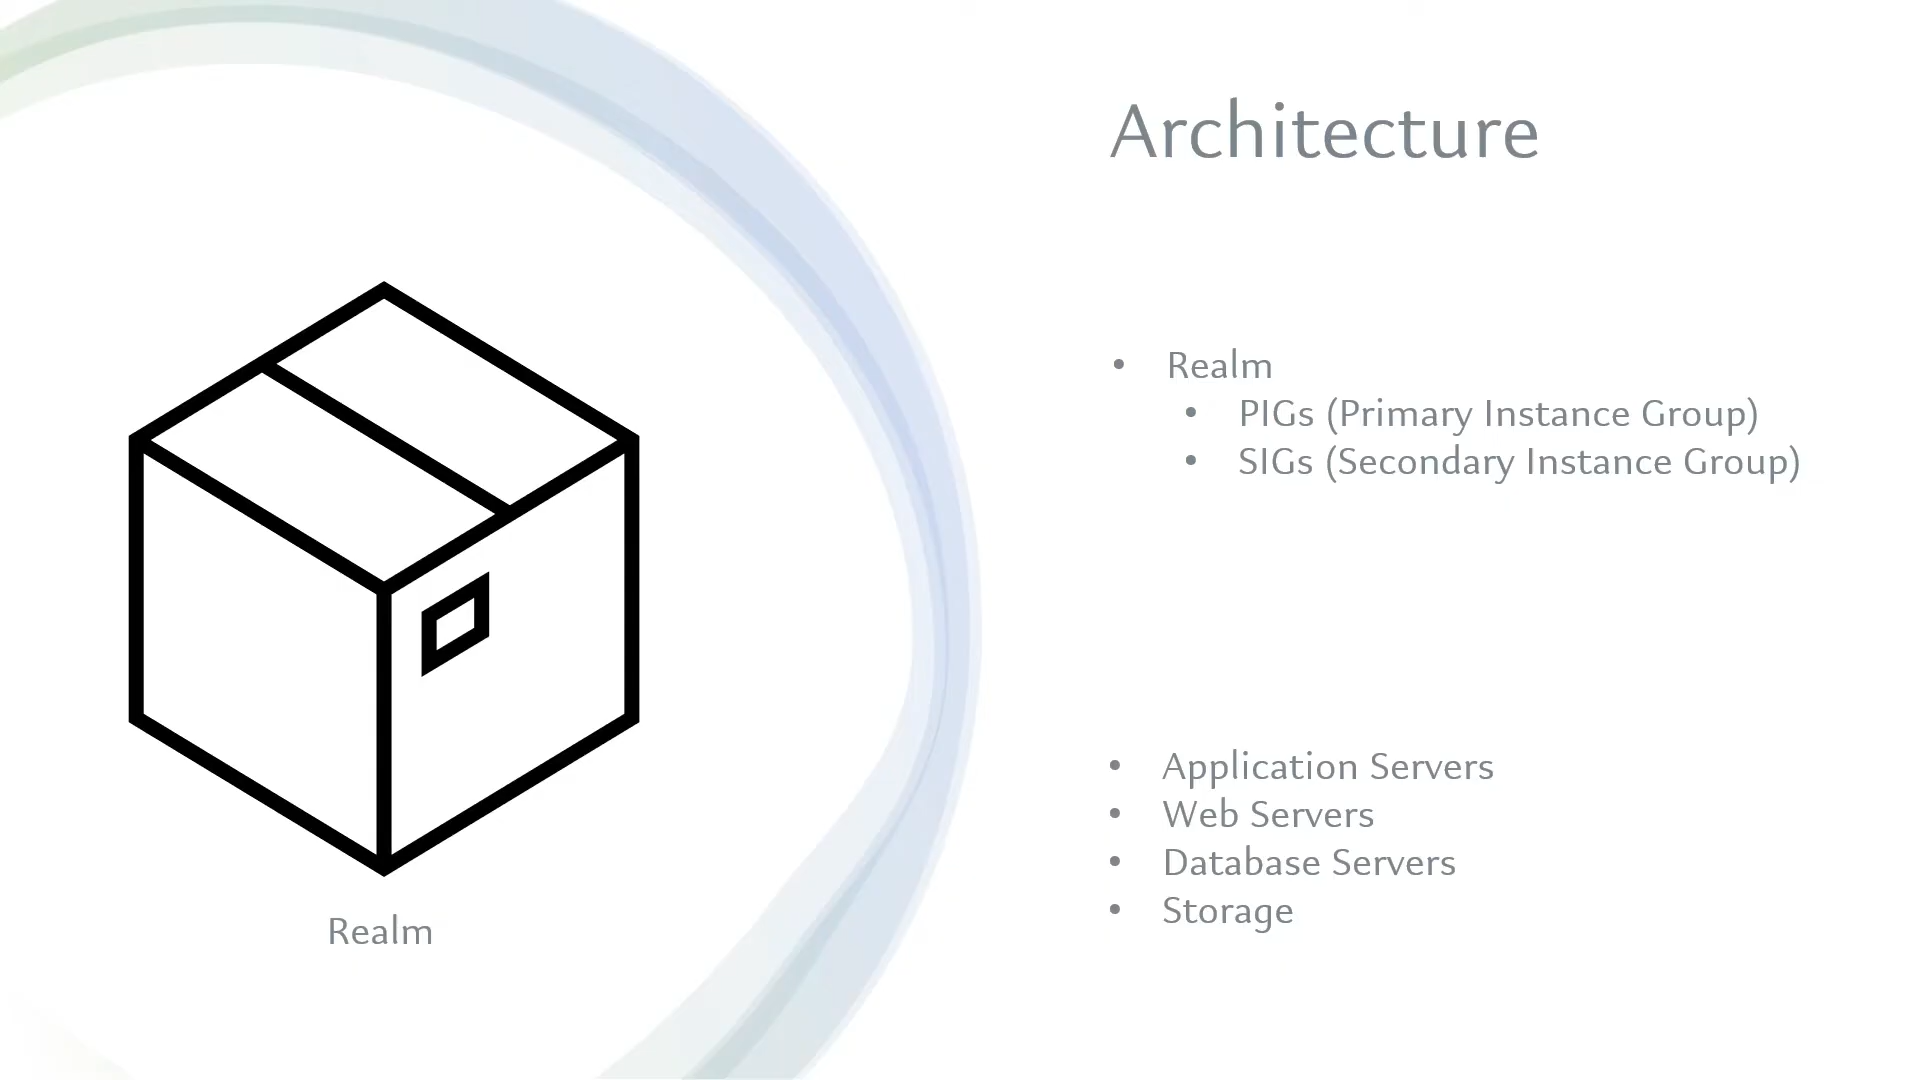 Architecture
• Realm
• PIGs (Primary Instance Group)
• SIGs (Secondary Instance Group)
• Application Servers
• Web Servers
• Database Servers
• Storage
Realm